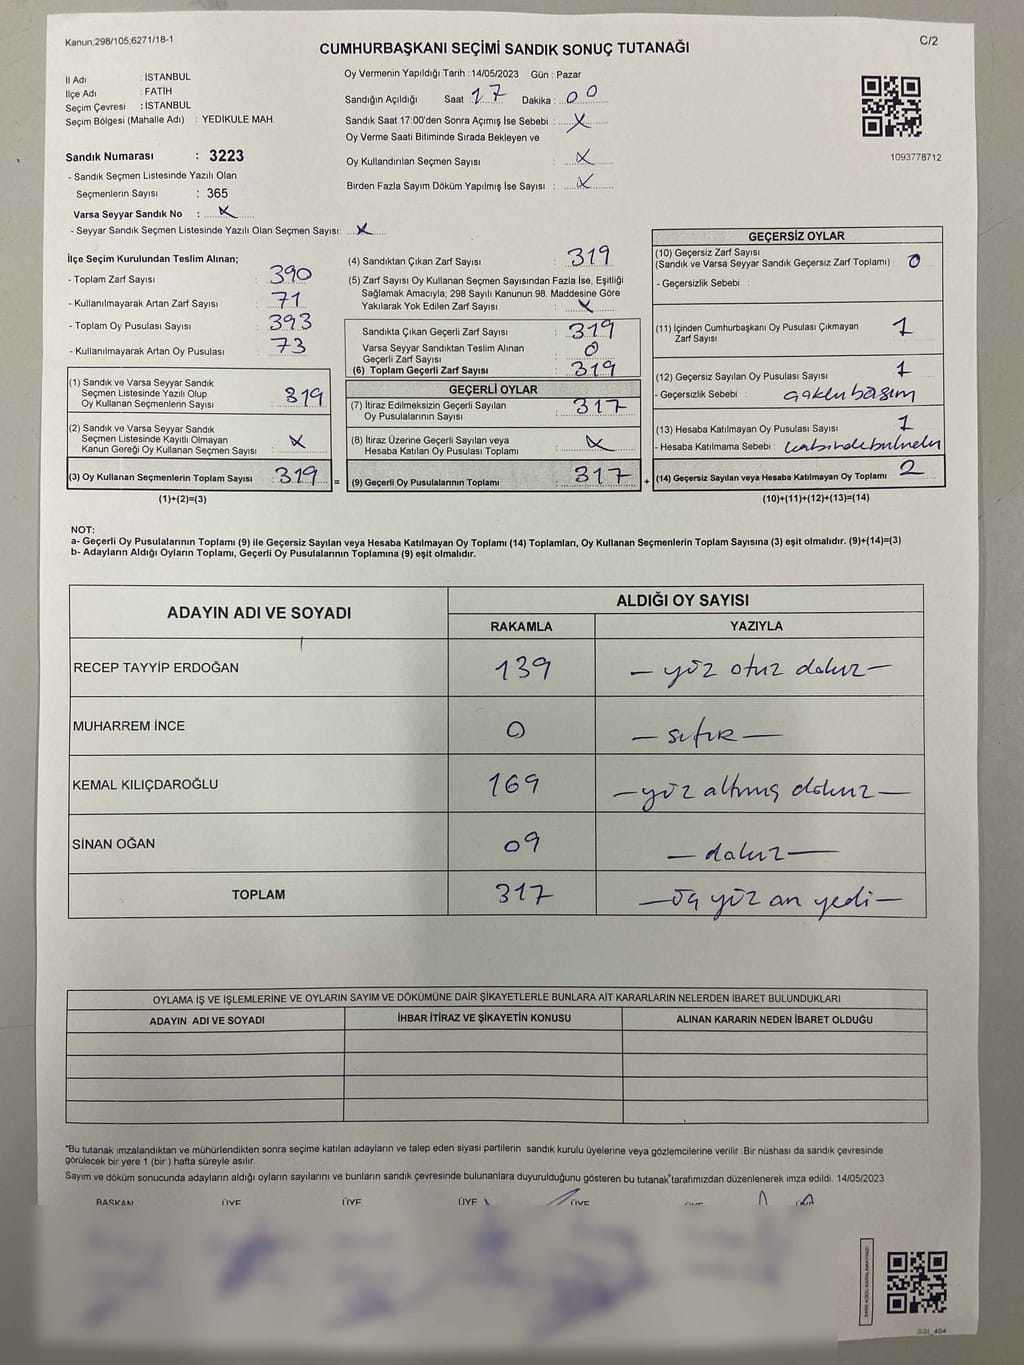 Kanun:298/105,6271/18-1
C/2
CUMHURBAŞKANI SEÇİMİ SANDIK SONUÇ TUTANAĞI
İl Adı : İSTANBUL
İlçe Adı : FATİH
Seçim Çevresi : İSTANBUL
Seçim Bölgesi (Mahalle Adı) : YEDİKULE MAH.
Oy Vermenin Yapıldığı Tarih :14/05/2023 Gün : Pazar
Sandığın Açıldığı Saat 17 Dakika : 00
Sandık Saat 17:00'den Sonra Açımış İse Sebebi : X
Oy Verme Saati Bitiminde Sırada Bekleyen ve
Oy Kullandırılan Seçmen Sayısı : X
Birden Fazla Sayım Döküm Yapılmış İse Sayısı : X
1093778712
Sandık Numarası : 3223
- Sandık Seçmen Listesinde Yazılı Olan
Seçmenlerin Sayısı : 365
Varsa Seyyar Sandık No : X
- Seyyar Sandık Seçmen Listesinde Yazılı Olan Seçmen Sayısı: X
İlçe Seçim Kurulundan Teslim Alınan;
- Toplam Zarf Sayısı : 390
- Kullanılmayarak Artan Zarf Sayısı : 71
- Toplam Oy Pusulası Sayısı : 393
- Kullanılmayarak Artan Oy Pusulası : 73
(1) Sandık ve Varsa Seyyar Sandık
Seçmen Listesinde Yazılı Olup
Oy Kullanan Seçmenlerin Sayısı : 319
(2) Sandık ve Varsa Seyyar Sandık
Seçmen Listesinde Kayıtlı Olmayan
Kanun Gereği Oy Kullanan Seçmen Sayısı : X
(3) Oy Kullanan Seçmenlerin Toplam Sayısı : 319
(1)+(2)=(3)
=
(4) Sandıktan Çıkan Zarf Sayısı : 319
(5) Zarf Sayısı Oy Kullanan Seçmen Sayısından Fazla İse, Eşitliği
Sağlamak Amacıyla; 298 Sayılı Kanunun 98. Maddesine Göre
Yakılarak Yok Edilen Zarf Sayısı : X
Sandıkta Çıkan Geçerli Zarf Sayısı : 319
Varsa Seyyar Sandıktan Teslim Alınan
Geçerli Zarf Sayısı : 0
(6) Toplam Geçerli Zarf Sayısı : 319
GEÇERLİ OYLAR
(7) İtiraz Edilmeksizin Geçerli Sayılan
Oy Pusulalarının Sayısı : 317
(8) İtiraz Üzerine Geçerli Sayılan veya
Hesaba Katılan Oy Pusulası Toplamı : X
(9) Geçerli Oy Pusulalarının Toplamı : 317
+
GEÇERSİZ OYLAR
(10) Geçersiz Zarf Sayısı
(Sandık ve Varsa Seyyar Sandık Geçersiz Zarf Toplamı) : 0
- Geçersizlik Sebebi :
(11) İçinden Cumhurbaşkanı Oy Pusulası Çıkmayan
Zarf Sayısı : 1
(12) Geçersiz Sayılan Oy Pusulası Sayısı : 1
- Geçersizlik Sebebi :
(13) Hesaba Katılmayan Oy Pusulası Sayısı : 1
- Hesaba Katılmama Sebebi :
(14) Geçersiz Sayılan veya Hesaba Katılmayan Oy Toplamı : 2
(10)+(11)+(12)+(13)=(14)
NOT:
a- Geçerli Oy Pusulalarının Toplamı (9) ile Geçersiz Sayılan veya Hesaba Katılmayan Oy Toplamı (14) Toplamları, Oy Kullanan Seçmenlerin Toplam Sayısına (3) eşit olmalıdır. (9)+(14)=(3)
b- Adayların Aldığı Oyların Toplamı, Geçerli Oy Pusulalarının Toplamına (9) eşit olmalıdır.
ADAYIN ADI VE SOYADI
ALDIĞI OY SAYISI
RAKAMLA YAZIYLA
RECEP TAYYİP ERDOĞAN 139 – yüz otuz dokuz –
MUHARREM İNCE 0 – sıfır –
KEMAL KILIÇDAROĞLU 169 – yüz altmış dokuz –
SİNAN OĞAN 09 – dokuz –
TOPLAM 317 – üç yüz on yedi –
OYLAMA İŞ VE İŞLEMLERİNE VE OYLARIN SAYIM VE DÖKÜMÜNE DAİR ŞİKAYETLERLE BUNLARA AİT KARARLARIN NELERDEN İBARET BULUNDUKLARI
ADAYIN ADI VE SOYADI İHBAR İTİRAZ VE ŞİKAYETİN KONUSU ALINAN KARARIN NEDEN İBARET OLDUĞU
"Bu tutanak imzalandıktan ve mühürlendikten sonra seçime katılan adayların ve talep eden siyasi partilerin sandık kurulu üyelerine veya gözlemcilerine verilir. Bir nüshası da sandık çevresinde
görülecek bir yere 1 (bir ) hafta süreyle asılır.
Sayım ve döküm sonucunda adayların aldığı oyların sayılarını ve bunların sandık çevresinde bulunanlara duyurulduğunu gösteren bu tutanak tarafımızdan düzenlenerek imza edildi. 14/05/2023
BAŞKAN ÜYE ÜYE ÜYE ÜYE
SSI_404